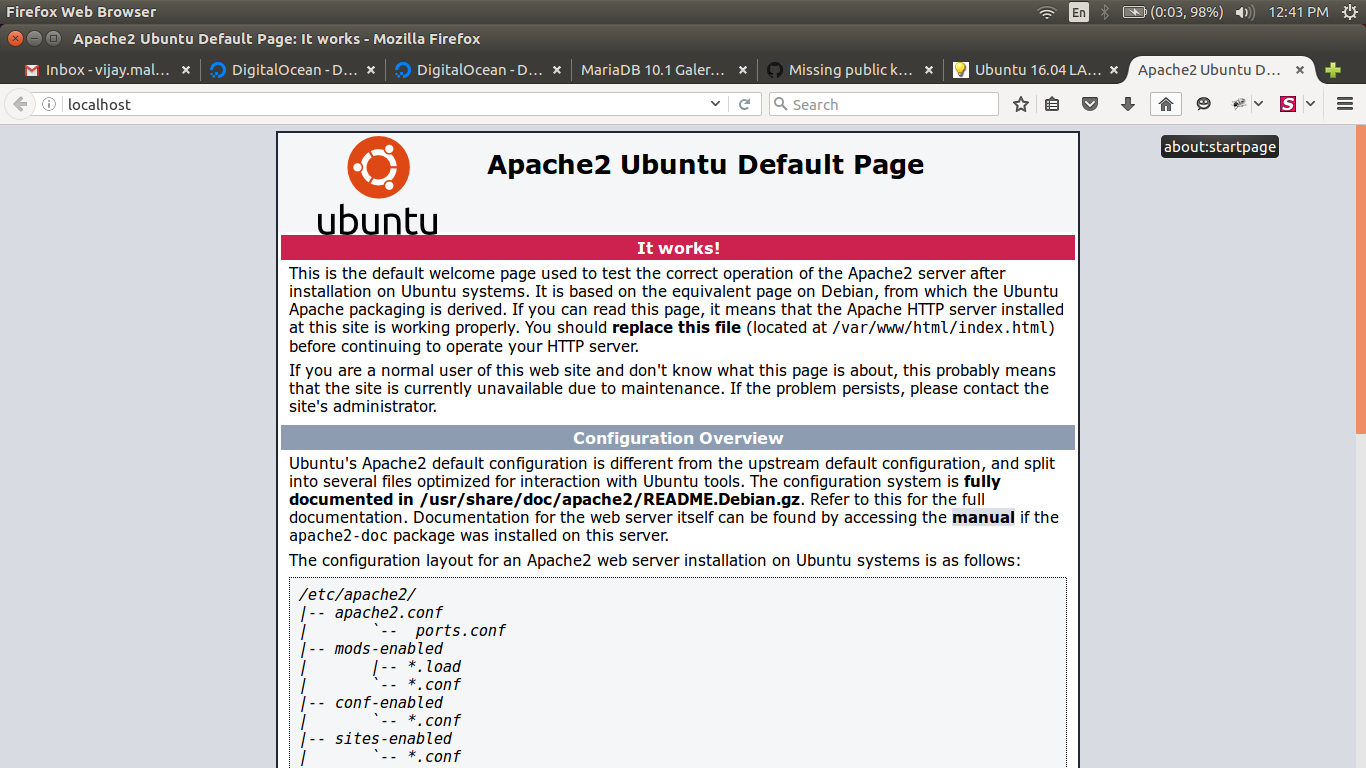 Firefox Web Browser
En
(0:03, 98%)
12:41 PM
Apache2 Ubuntu Default Page: It works - Mozilla Firefox
Inbox - vijay.mal...
DigitalOcean - D...
DigitalOcean - D...
MariaDB 10.1 Galer...
Missing public k...
Ubuntu 16.04 LA...
Apache2 Ubuntu D...
localhost
Search
S
about:startpage
ubuntu
Apache2 Ubuntu Default Page
It works!
This is the default welcome page used to test the correct operation of the Apache2 server after
installation on Ubuntu systems. It is based on the equivalent page on Debian, from which the Ubuntu
Apache packaging is derived. If you can read this page, it means that the Apache HTTP server installed
at this site is working properly. You should replace this file (located at /var/www/html/index.html)
before continuing to operate your HTTP server.
If you are a normal user of this web site and don't know what this page is about, this probably means
that the site is currently unavailable due to maintenance. If the problem persists, please contact the
site's administrator.
Configuration Overview
Ubuntu's Apache2 default configuration is different from the upstream default configuration, and split
into several files optimized for interaction with Ubuntu tools. The configuration system is fully
documented in /usr/share/doc/apache2/README.Debian.gz. Refer to this for the full
documentation. Documentation for the web server itself can be found by accessing the manual if the
apache2-doc package was installed on this server.
The configuration layout for an Apache2 web server installation on Ubuntu systems is as follows:
/etc/apache2/
|-- apache2.conf
|       `--  ports.conf
|-- mods-enabled
|       |-- *.load
|       `-- *.conf
|-- conf-enabled
|       `-- *.conf
|-- sites-enabled
|       `-- *.conf